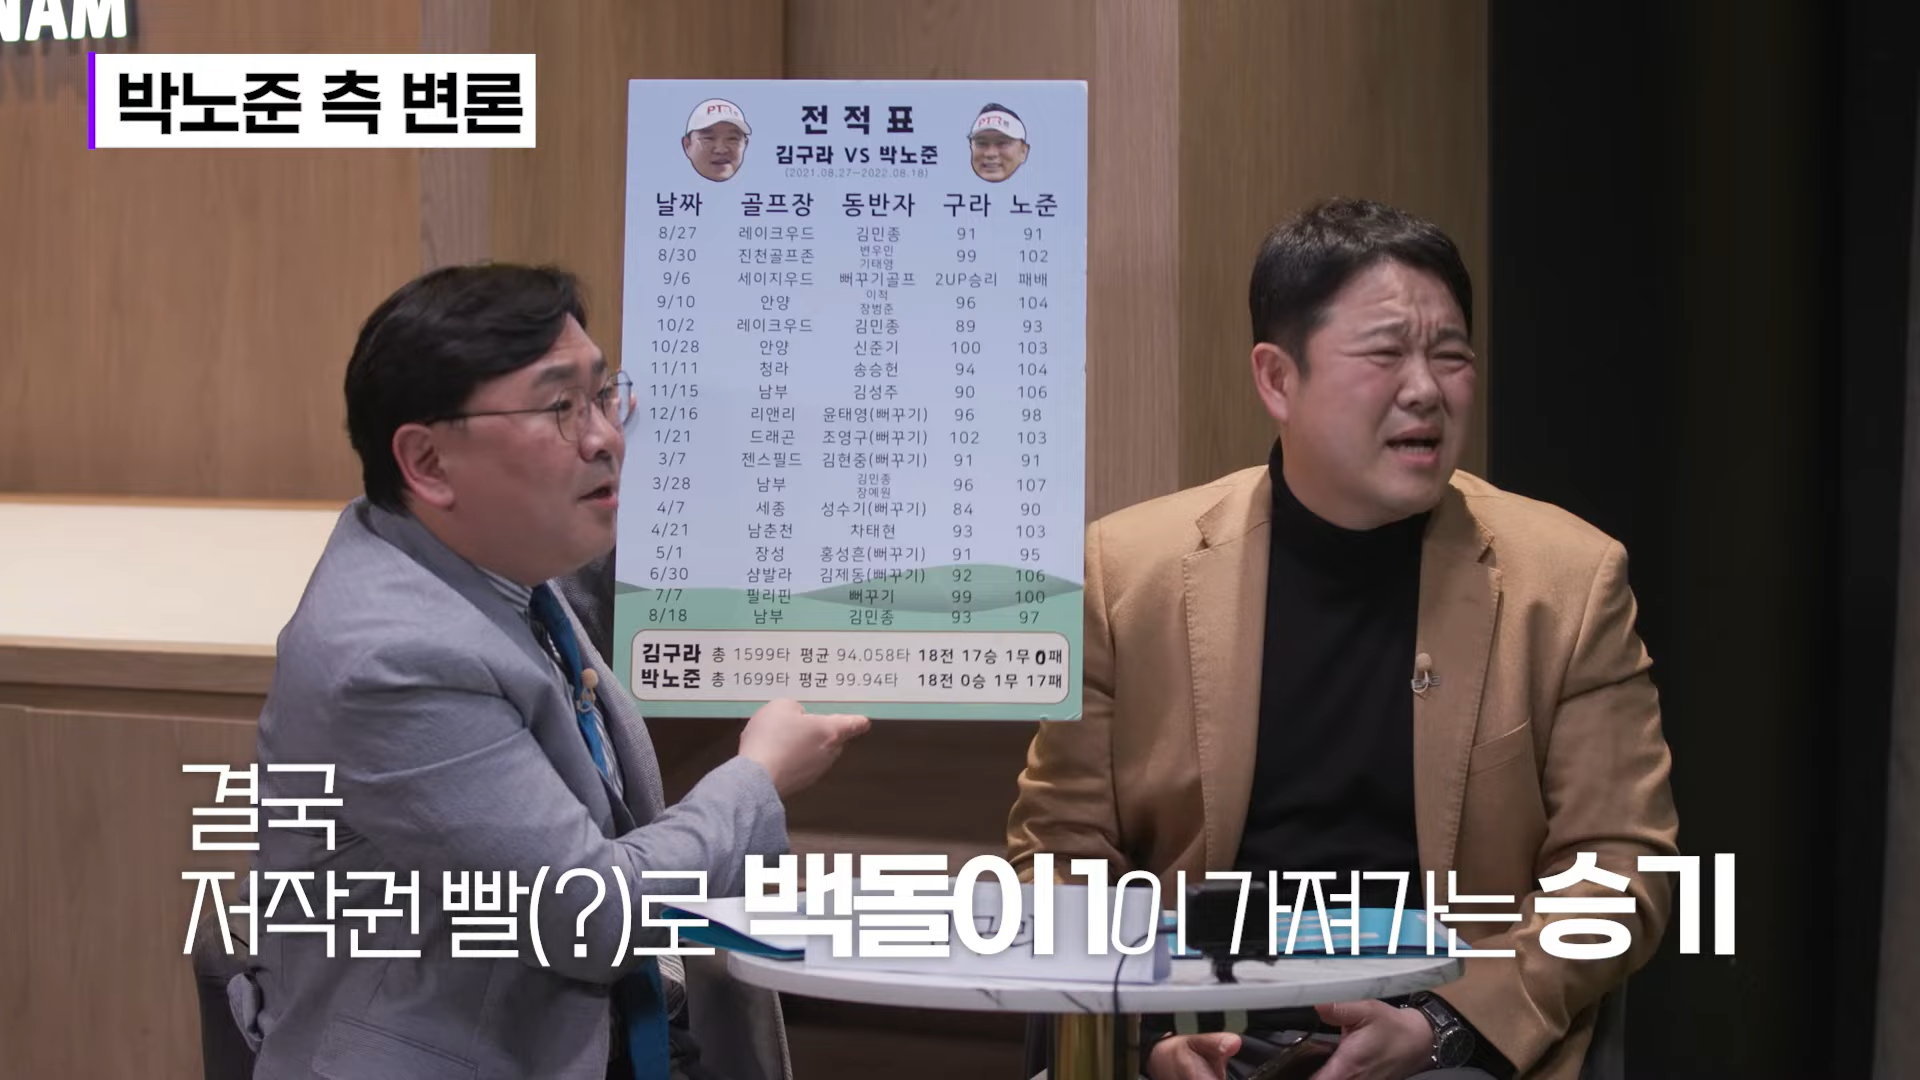 NAM
박노준 측 변론
전적표
김구라 VS 박노준
(2021.08.27-2022.08.18)
날짜 골프장 동반자 구라 노준
8/27 레이크우드 김민종 91 91
8/30 진천골프존 변우민 기태영 99 102
9/6 세이지우드 뻐꾸기골프 2UP승리 패배
9/10 안양 이적 장범준 96 104
10/2 레이크우드 김민종 89 93
10/28 안양 신준기 100 103
11/11 청라 송승헌 94 104
11/15 남부 김성주 90 106
12/16 리앤리 윤태영(뻐꾸기) 96 98
1/21 드래곤 조영구(뻐꾸기) 102 103
3/7 젠스필드 김현중(뻐꾸기) 91 91
3/28 남부 김민종 장예원 96 107
4/7 세종 성수기(뻐꾸기) 84 90
4/21 남춘천 차태현 93 103
5/1 장성 홍성흔(뻐꾸기) 91 95
6/30 샴발라 김제동(뻐꾸기) 92 106
7/7 필리핀 뻐꾸기 99 100
8/18 남부 김민종 93 97
김구라 총 1599타 평균 94.058타 18전 17승 1무 0패
박노준 총 1699타 평균 99.94타 18전 0승 1무 17패
결국
저작권 빨(?)로 백돌이1이 가져가는 승기